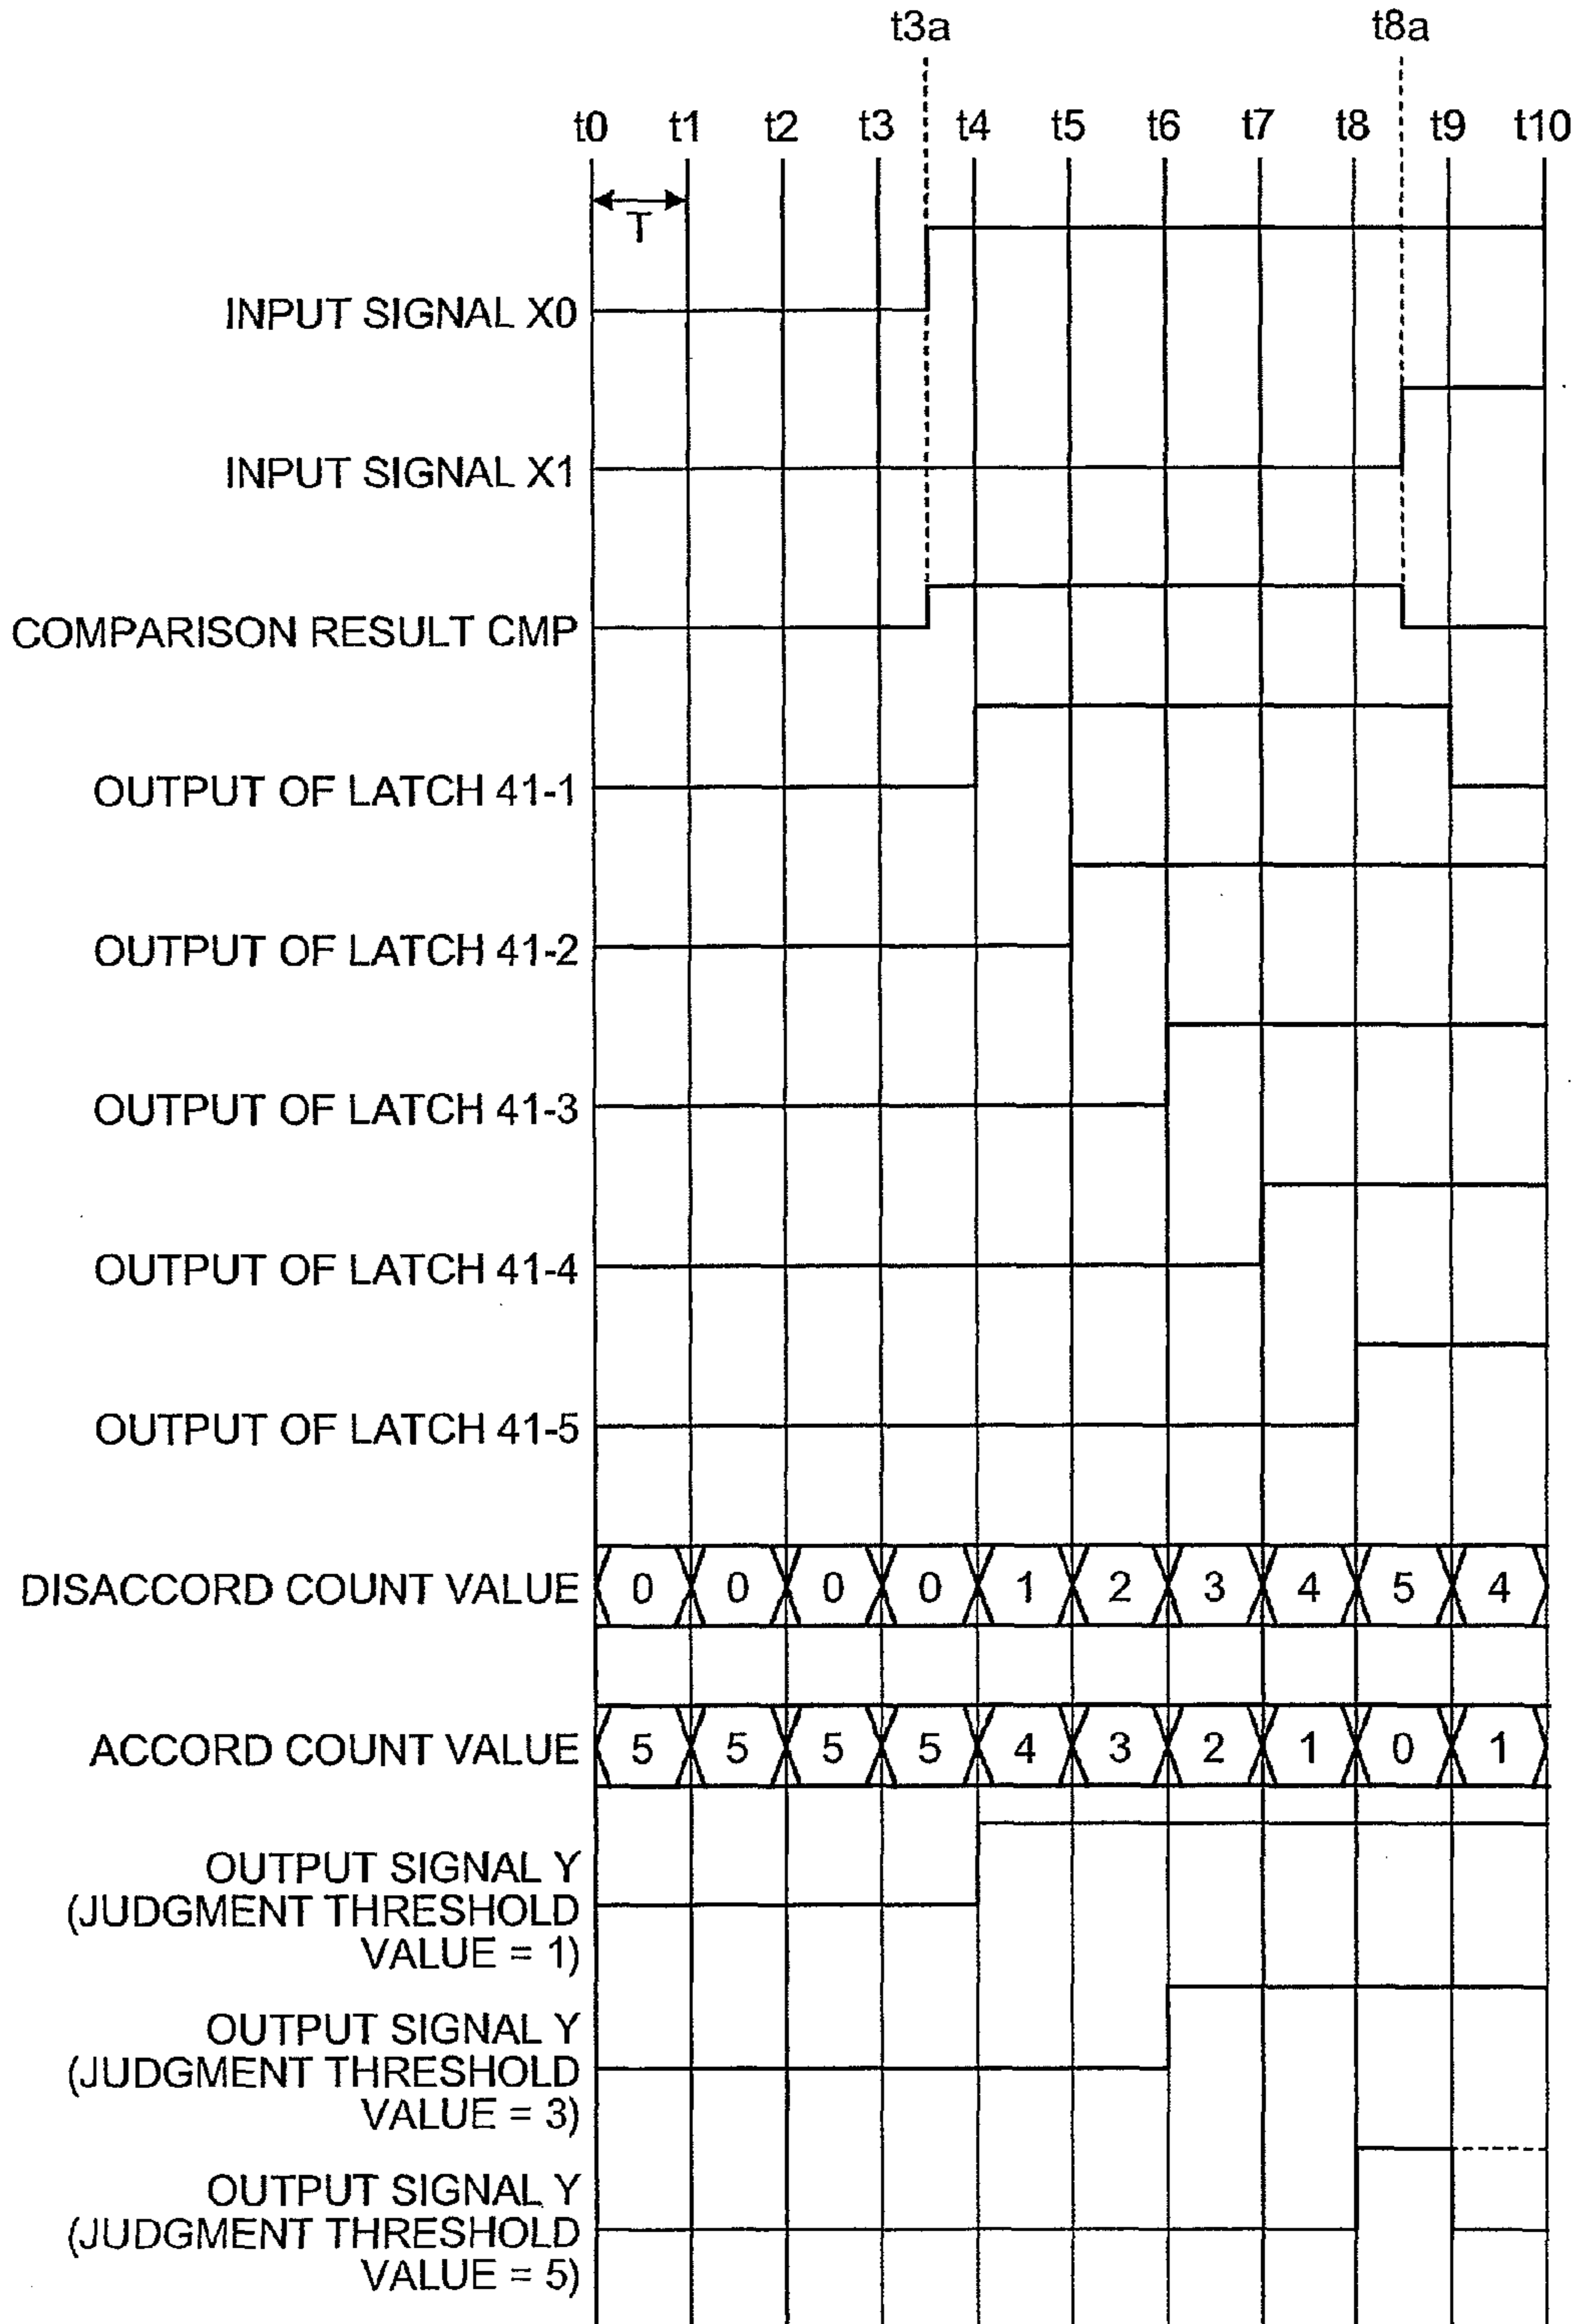 t3a t8a
t0 t1 t2 t3 t4 t5 t6 t7 t8 t9 t10
T
INPUT SIGNAL X0
INPUT SIGNAL X1
COMPARISON RESULT CMP
OUTPUT OF LATCH 41-1
OUTPUT OF LATCH 41-2
OUTPUT OF LATCH 41-3
OUTPUT OF LATCH 41-4
OUTPUT OF LATCH 41-5
DISACCORD COUNT VALUE 0 0 0 0 1 2 3 4 5 4
ACCORD COUNT VALUE 5 5 5 5 4 3 2 1 0 1
OUTPUT SIGNAL Y
(JUDGMENT THRESHOLD
VALUE = 1)
OUTPUT SIGNAL Y
(JUDGMENT THRESHOLD
VALUE = 3)
OUTPUT SIGNAL Y
(JUDGMENT THRESHOLD
VALUE = 5)